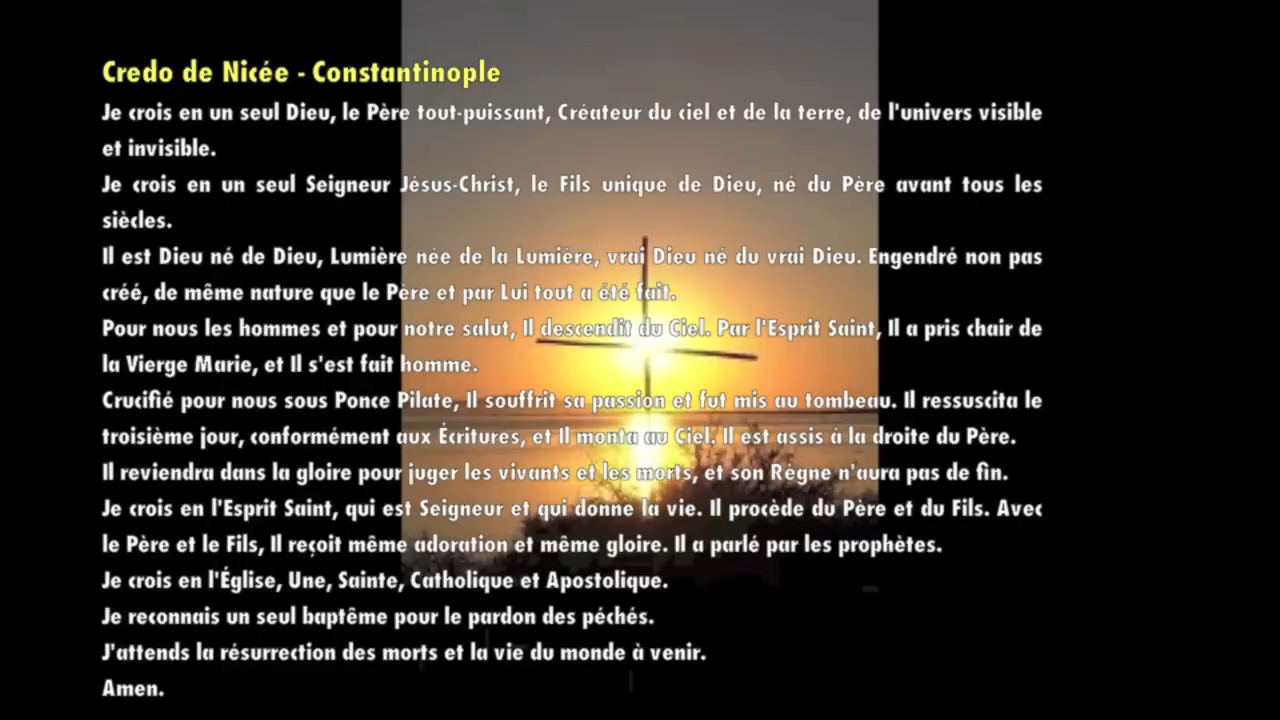 Credo de Nicée - Constantinople
Je crois en un seul Dieu, le Père tout-puissant, Créateur du ciel et de la terre, de l'univers visible
et invisible.
Je crois en un seul Seigneur Jésus-Christ, le Fils unique de Dieu, né du Père avant tous les
siècles.
Il est Dieu né de Dieu, Lumière née de la Lumière, vrai Dieu né du vrai Dieu. Engendré non pas
créé, de même nature que le Père et par Lui tout a été fait.
Pour nous les hommes et pour notre salut, Il descendit du Ciel. Par l'Esprit Saint, Il a pris chair de
la Vierge Marie, et Il s'est fait homme.
Crucifié pour nous sous Ponce Pilate, Il souffrit sa passion et fut mis au tombeau. Il ressuscita le
troisième jour, conformément aux Écritures, et Il monta au Ciel. Il est assis à la droite du Père.
Il reviendra dans la gloire pour juger les vivants et les morts, et son Règne n'aura pas de fin.
Je crois en l'Esprit Saint, qui est Seigneur et qui donne la vie. Il procède du Père et du Fils. Avec
le Père et le Fils, Il reçoit même adoration et même gloire. Il a parlé par les prophètes.
Je crois en l'Église, Une, Sainte, Catholique et Apostolique.
Je reconnais un seul baptême pour le pardon des péchés.
J'attends la résurrection des morts et la vie du monde à venir.
Amen.